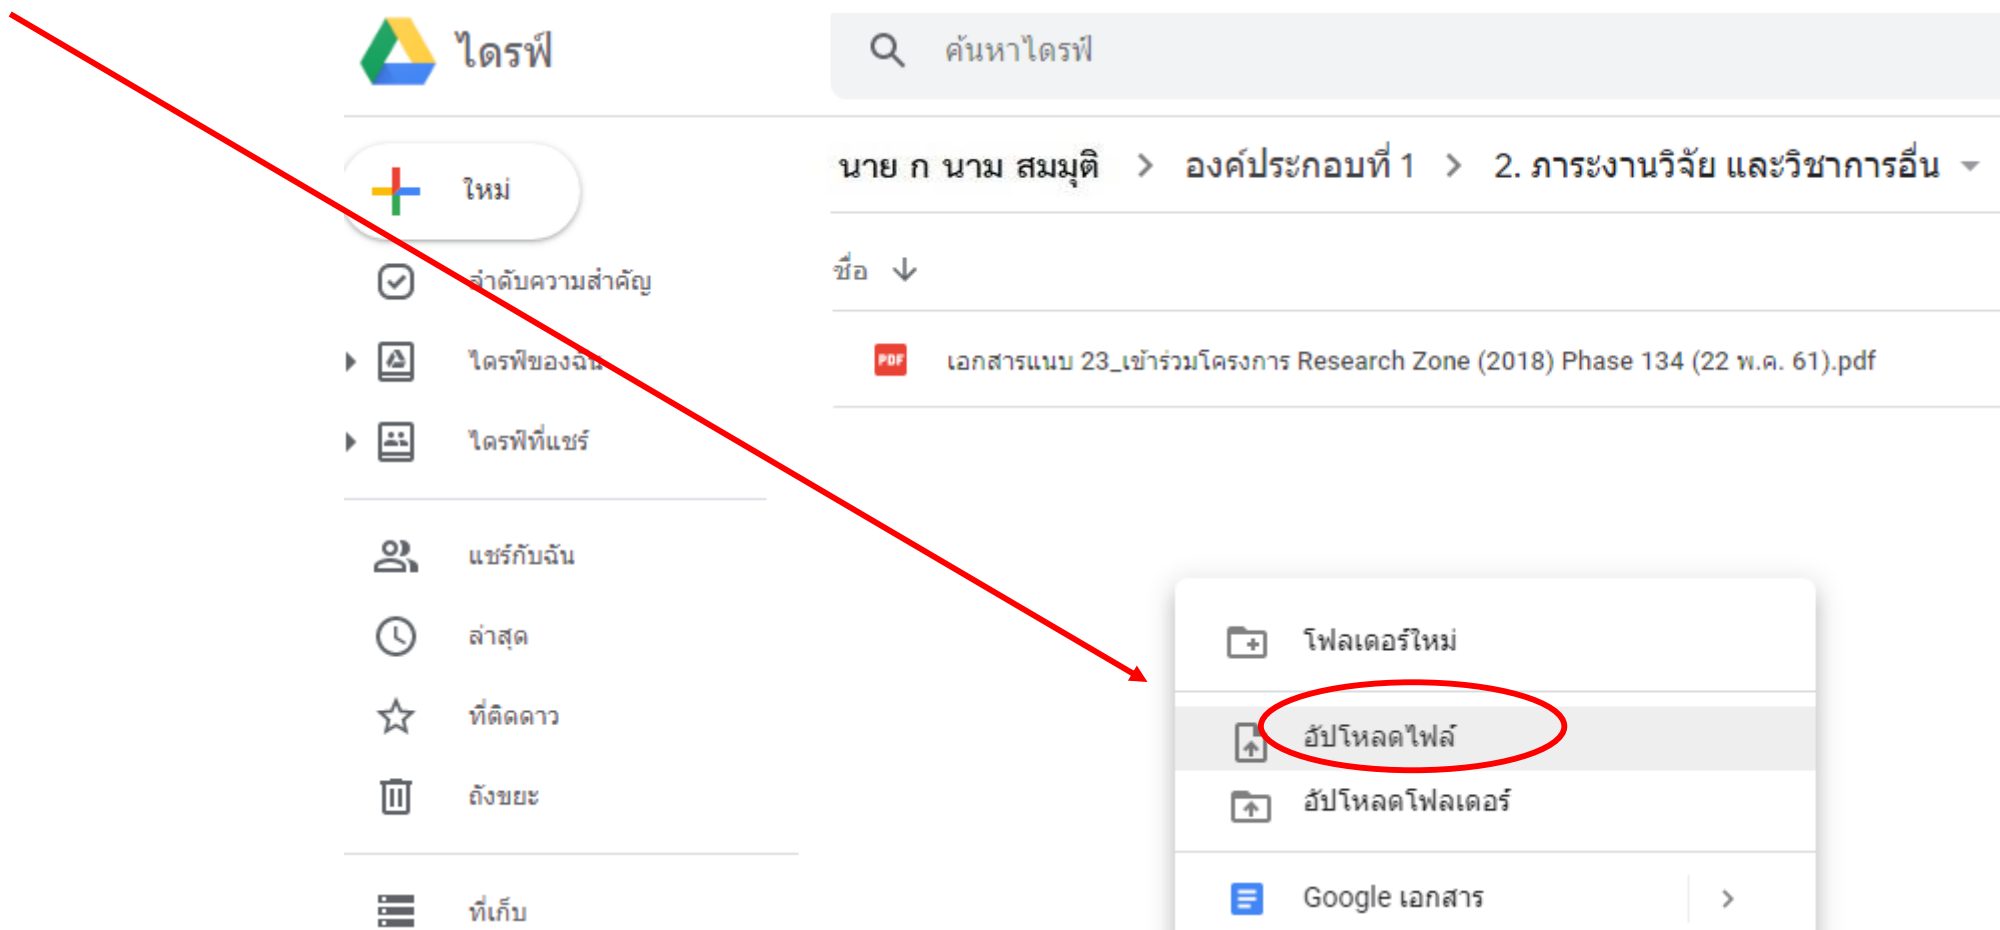 ไดรฟ์
ค้นหาไดรฟ์
นาย ก นาม สมมุติ > องค์ประกอบที่ 1 > 2. ภาระงานวิจัย และวิชาการอื่น
ใหม่
ชื่อ
ลำดับความสำคัญ
ไดรฟ์ของฉัน
PDF เอกสารแนบ 23_เข้าร่วมโครงการ Research Zone (2018) Phase 134 (22 พ.ค. 61).pdf
ไดรฟ์ที่แชร์
แชร์กับฉัน
ล่าสุด
ที่ติดดาว
ถังขยะ
ที่เก็บ
โฟลเดอร์ใหม่
อัปโหลดไฟล์
อัปโหลดโฟลเดอร์
Google เอกสาร